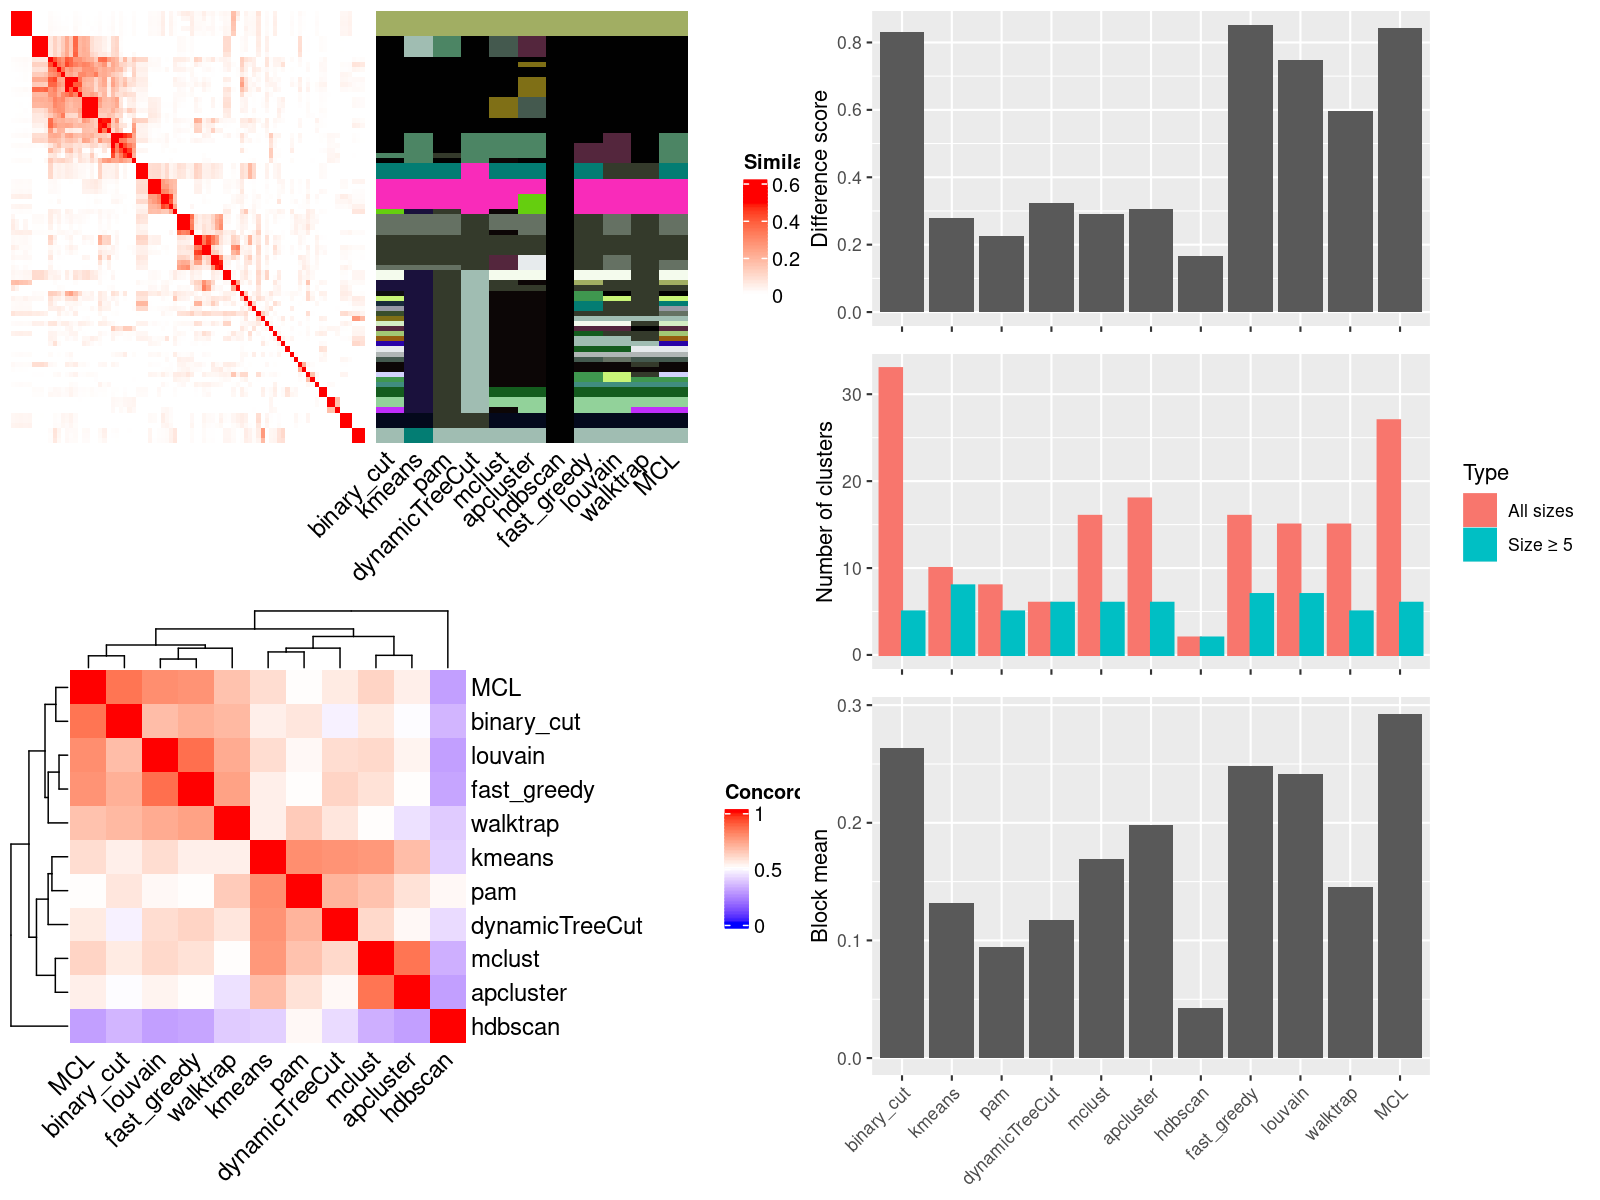 Simila
0.6
0.4
0.2
0
binary_cut
kmeans
pam
dynamicTreeCut
mclust
apcluster
hdbscan
fast_greedy
louvain
walktrap
MCL
MCL
binary_cut
louvain
fast_greedy
walktrap
kmeans
pam
dynamicTreeCut
mclust
apcluster
hdbscan
MCL
binary_cut
louvain
fast_greedy
walktrap
kmeans
pam
dynamicTreeCut
mclust
apcluster
hdbscan
Concord
1
0.5
0
Difference score
0.8
0.6
0.4
0.2
0.0
Number of clusters
30
20
10
0
Type
All sizes
Size ≥ 5
Block mean
0.3
0.2
0.1
0.0
binary_cut
kmeans
pam
dynamicTreeCut
mclust
apcluster
hdbscan
fast_greedy
louvain
walktrap
MCL